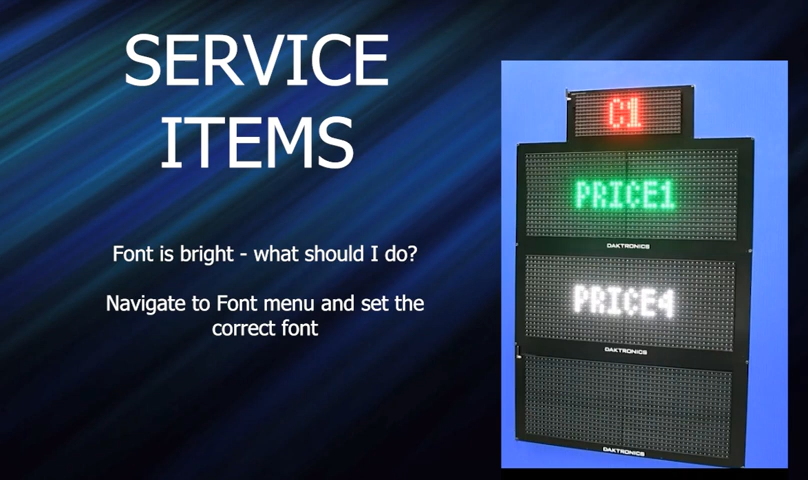 SERVICE
ITEMS
Font is bright - what should I do?
Navigate to Font menu and set the
correct font
C1
PRICE1
DAKTRONICS
PRICE4
DAKTRONICS
DAKTRONICS